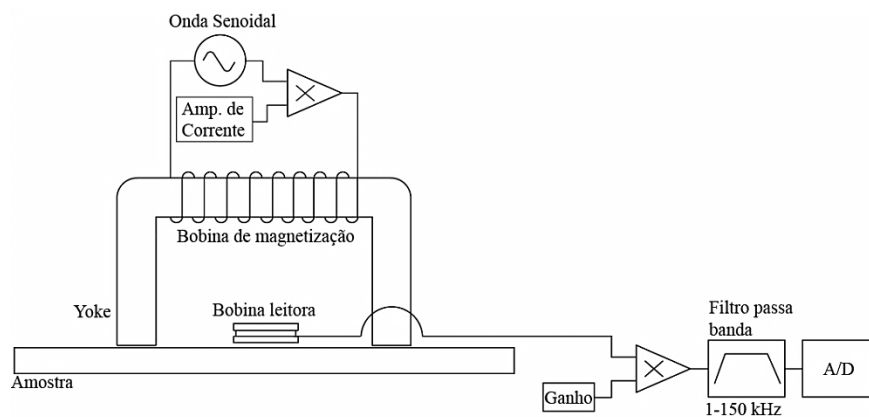 Onda Senoidal
Amp. de
Corrente
Bobina de magnetização
Yoke
Bobina leitora
Amostra
Ganho
Filtro passa
banda
1-150 kHz
A/D